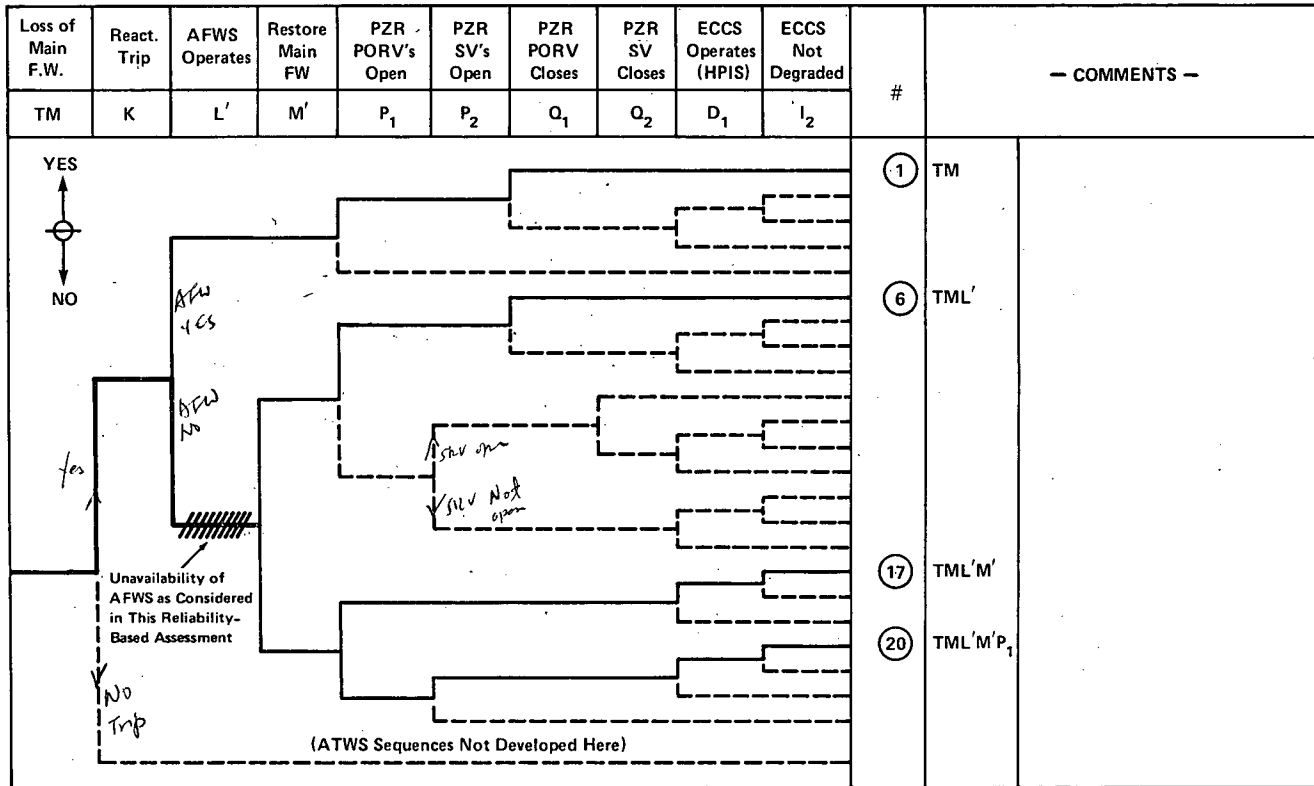 Loss of
Main
F.W.
React.
Trip
AFWS
Operates
Restore
Main
FW
PZR
PORV's
Open
PZR
SV's
Open
PZR
PORV
Closes
PZR
SV
Closes
ECCS
Operates
(HPIS)
ECCS
Not
Degraded
#
— COMMENTS —
TM
K
L′
M′
P₁
P₂
Q₁
Q₂
D₁
I₂
YES
NO
1 TM
6 TML′
AFW
YES
AFW
NO
Yes
SRV open
SRV Not
open
Unavailability of
AFWS as Considered
in This Reliability-
Based Assessment
17 TML′M′
20 TML′M′P₁
No
Trip
(ATWS Sequences Not Developed Here)